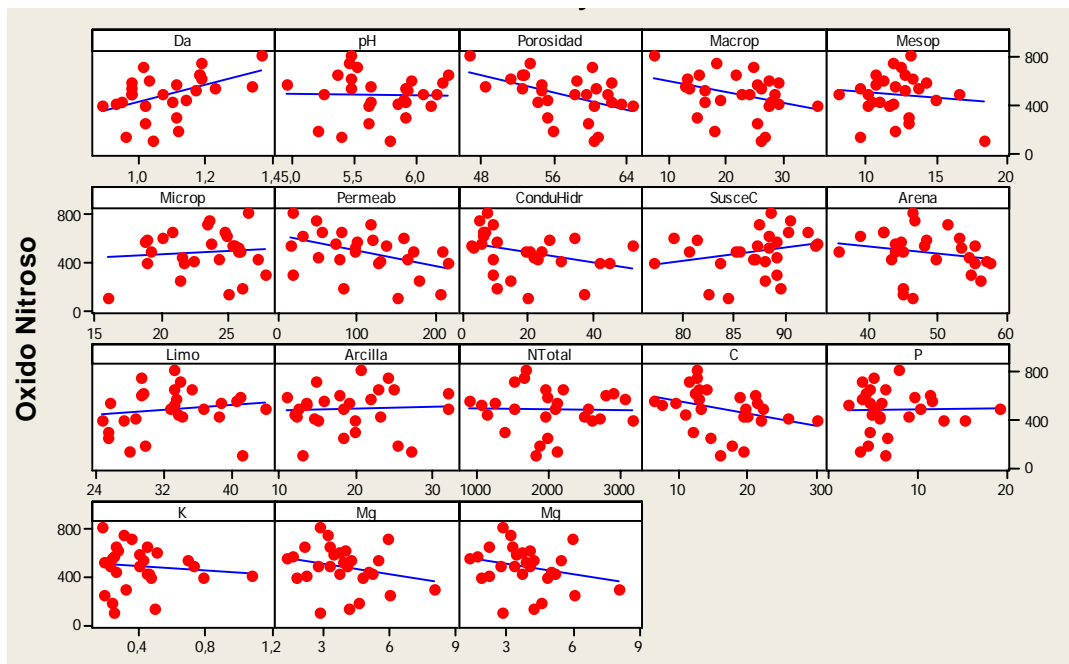 Da pH Porosidad Macrop Mesop
800
400
0
1,0 1,2 1,4 5,0 5,5 6,0 48 56 64 10 20 30 10 15 20
Microp Permeab ConduHidr SusceC Arena
800
400
0
15 20 25 0 100 200 0 20 40 80 85 90 40 50 60
Oxido Nitroso
Limo Arcilla NTotal C P
800
400
0
24 32 40 10 20 30 1000 2000 3000 10 20 30 0 10 20
K Mg Mg
800
400
0
0,4 0,8 1,2 3 6 9 3 6 9